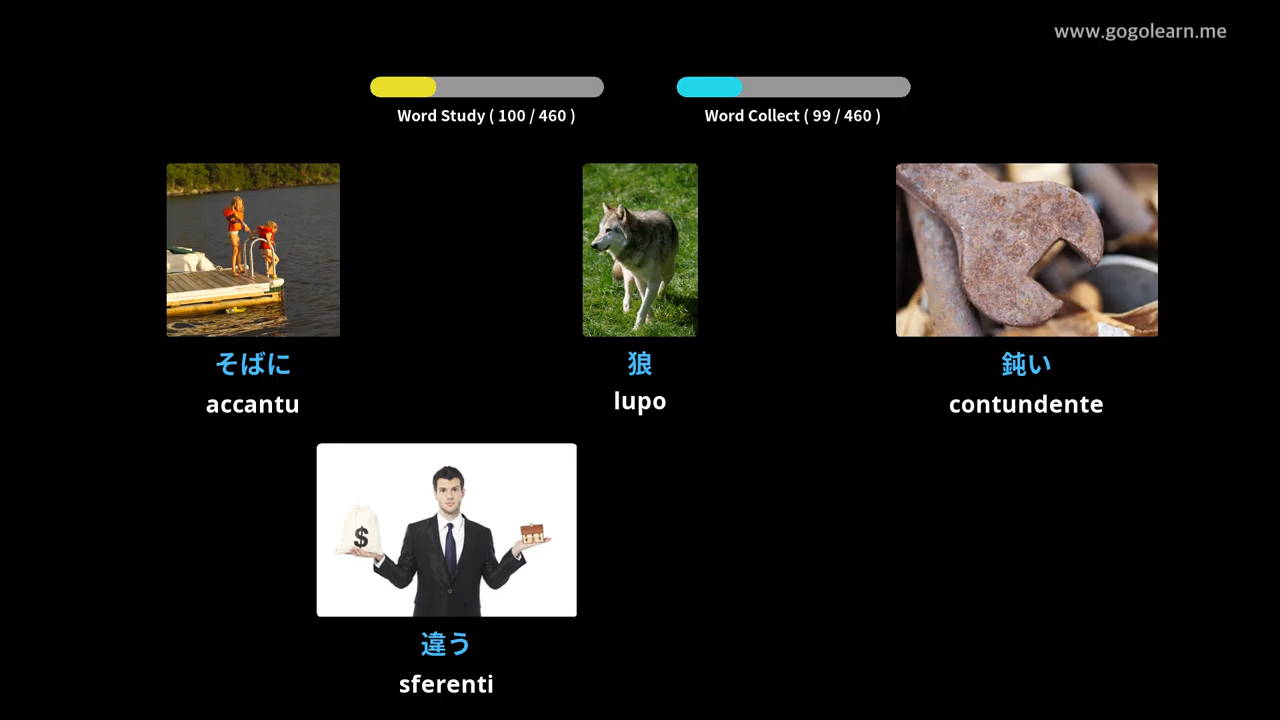 www.gogolearn.me
Word Study ( 100 / 460 )
Word Collect ( 99 / 460 )
そばに
accantu
狼
lupo
鈍い
contundente
$
違う
sferenti